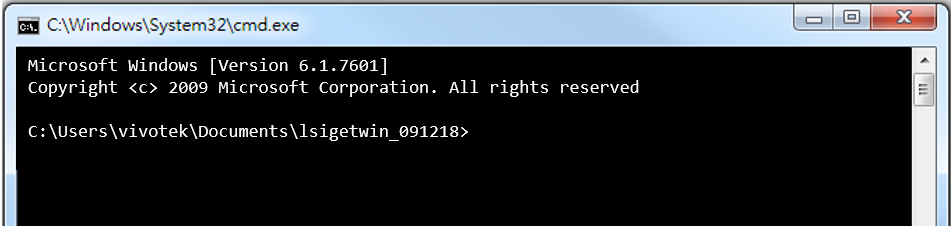 C:\Windows\System32\cmd.exe
Microsoft Windows [Version 6.1.7601]
Copyright <c> 2009 Microsoft Corporation. All rights reserved
C:\Users\vivotek\Documents\lsigetwin_091218>